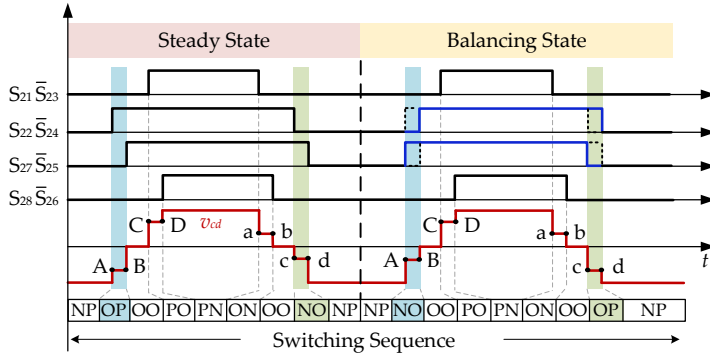 Steady State Balancing State
S₂₁ S̅₂₃
S₂₂ S̅₂₄
S₂₇ S̅₂₅
S₂₈ S̅₂₆
C D v_cd a b C D a b
A B c d A B c d t
NP OP OO PO PN ON OO NO NP NP NO OO PO PN ON OO OP NP
Switching Sequence